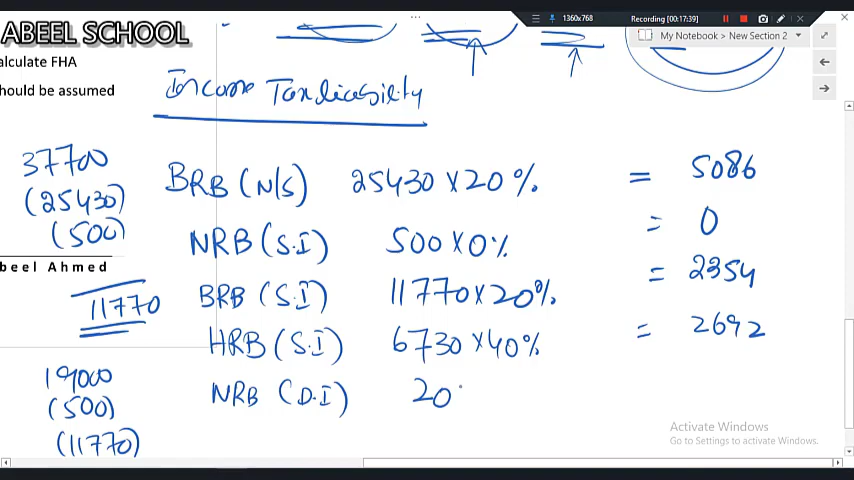 1360x768
Recording [00:17:39]
ABEEL SCHOOL
My Notebook > New Section 2
alculate FHA
hould be assumed
Income Tax liability
37700
(25430)
(500)
BRB (N/S) 25430 x 20% = 5086
NRB (S.I) 500 x 0% = 0
beel Ahmed
11770
BRB (S.I) 11770 x 20% = 2354
HRB (S.I) 6730 x 40% = 2692
19000
(500)
(11770)
NRB (D.I) 20
Activate Windows
Go to Settings to activate Windows.